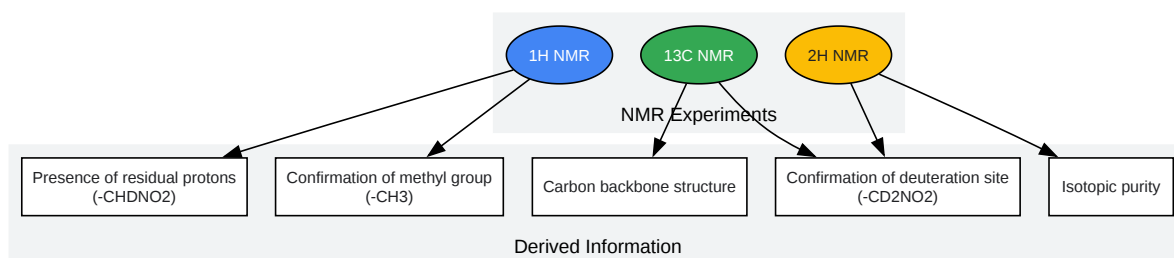 1H NMR
13C NMR
2H NMR
NMR Experiments
Presence of residual protons
(-CHDNO2)
Confirmation of methyl group
(-CH3)
Carbon backbone structure
Confirmation of deuteration site
(-CD2NO2)
Isotopic purity
Derived Information